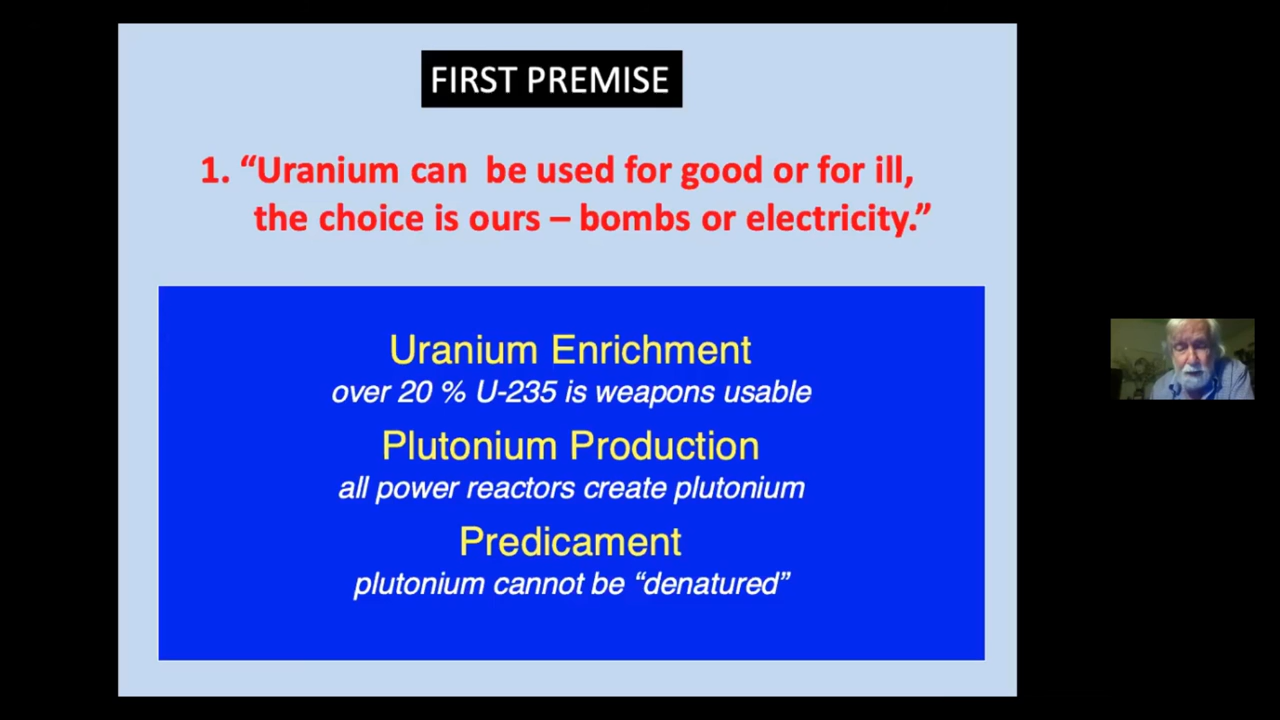 FIRST PREMISE
1. “Uranium can be used for good or for ill,
the choice is ours – bombs or electricity.”
Uranium Enrichment
over 20 % U-235 is weapons usable
Plutonium Production
all power reactors create plutonium
Predicament
plutonium cannot be “denatured”